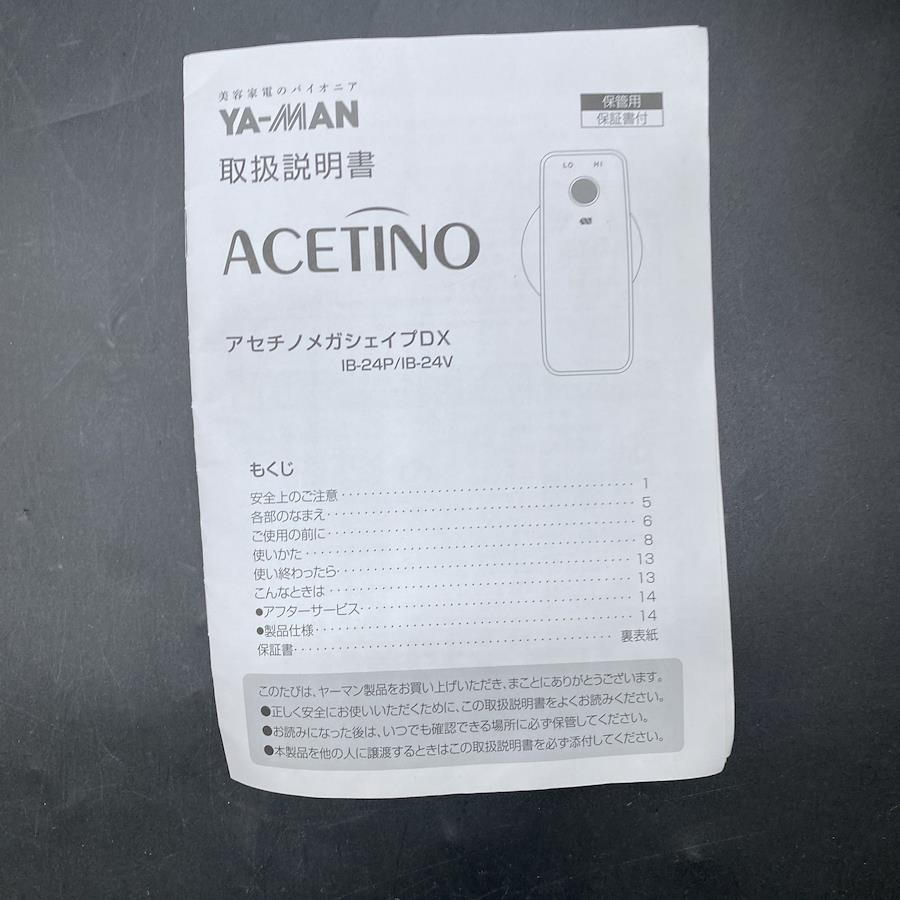 美容家電のパイオニア
YA-MAN
保管用
保証書付
取扱説明書
LO HI
ACETINO
アセチノメガシェイプDX
IB-24P/IB-24V
もくじ
安全上のご注意 1
各部のなまえ 5
ご使用の前に 6
使いかた 8
使い終わったら 13
こんなときは 13
●アフターサービス 14
●製品仕様 14
保証書 裏表紙
このたびは、ヤーマン製品をお買い上げいただき、まことにありがとうございます。
●正しく安全にお使いいただくために、この取扱説明書をよくお読みください。
●お読みになった後は、いつでも確認できる場所に必ず保管してください。
●本製品を他の人に譲渡するときはこの取扱説明書を必ず添付してください。